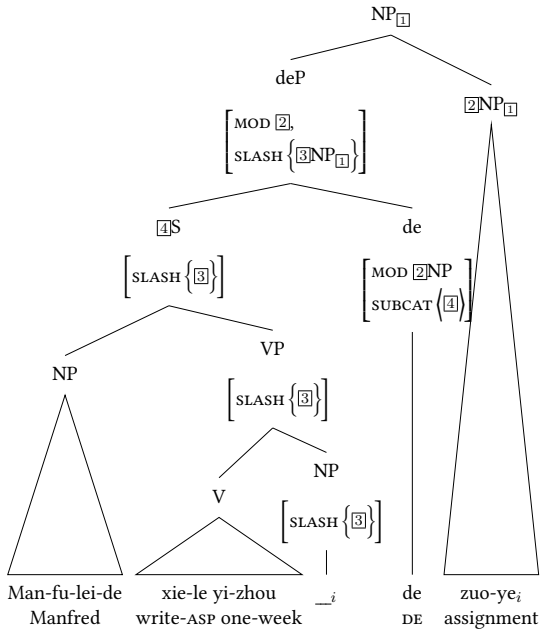 NP1
deP
2NP1
[MOD 2,
SLASH {3NP1}]
4S
de
[SLASH {3}]
[MOD 2NP
SUBCAT ⟨4⟩]
VP
NP
[SLASH {3}]
NP
V
[SLASH {3}]
Man-fu-lei-de xie-le yi-zhou __i de zuo-yei
Manfred write-ASP one-week DE assignment